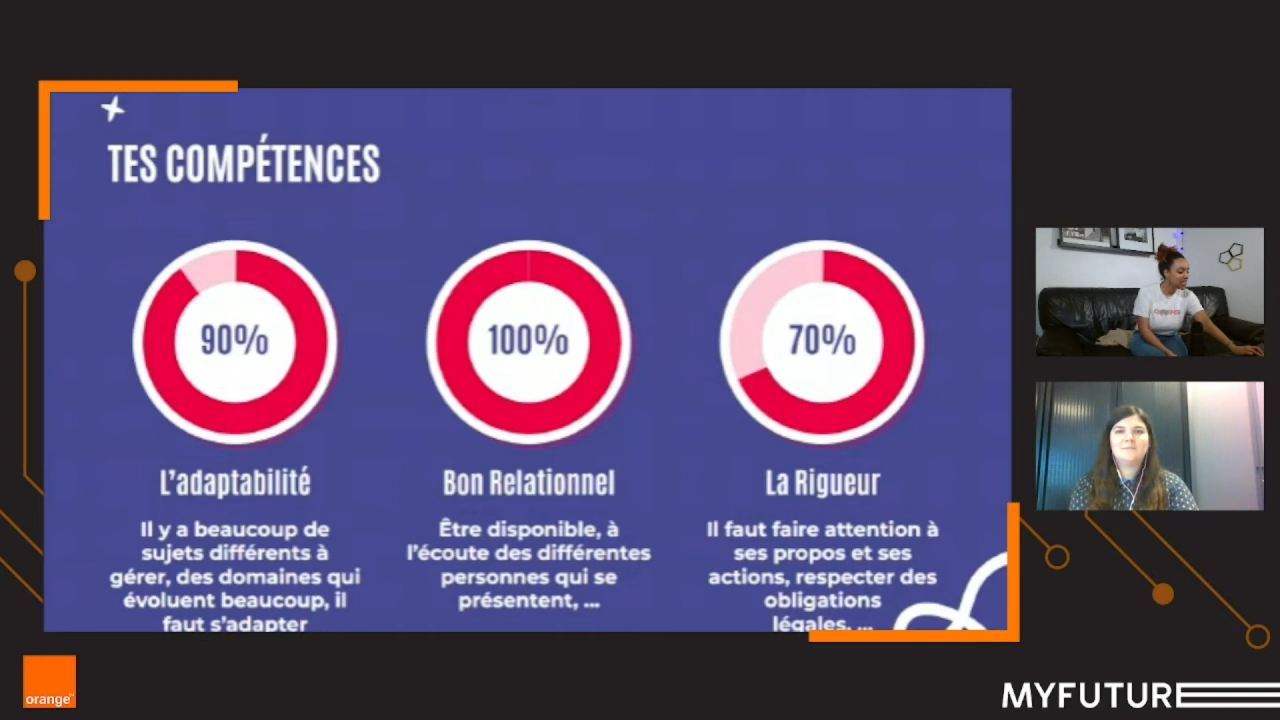 TES COMPÉTENCES
90%
100%
70%
L'adaptabilité
Bon Relationnel
La Rigueur
Il y a beaucoup de
sujets différents à
gérer, des domaines qui
évoluent beaucoup, il
faut s'adapter
Être disponible, à
l'écoute des différentes
personnes qui se
présentent, ...
Il faut faire attention à
ses propos et ses
actions, respecter des
obligations
légales, ...
orange™
MYFUTURE